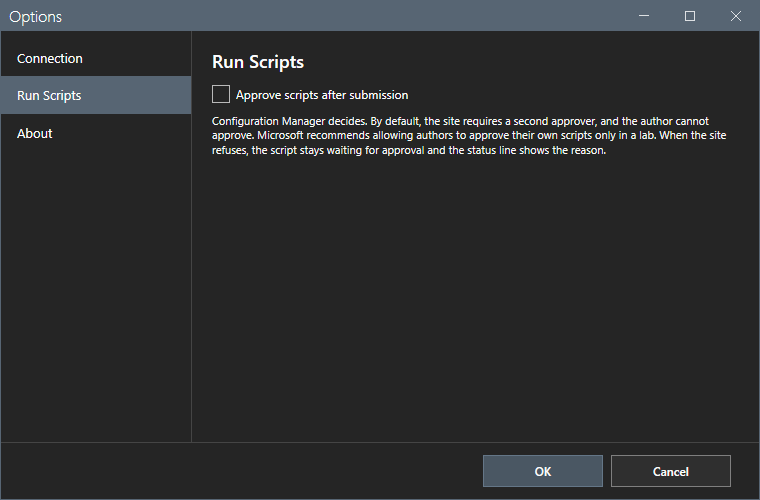 Options
Connection
Run Scripts
About
Run Scripts
Approve scripts after submission
Configuration Manager decides. By default, the site requires a second approver, and the author cannot
approve. Microsoft recommends allowing authors to approve their own scripts only in a lab. When the site
refuses, the script stays waiting for approval and the status line shows the reason.
OK
Cancel